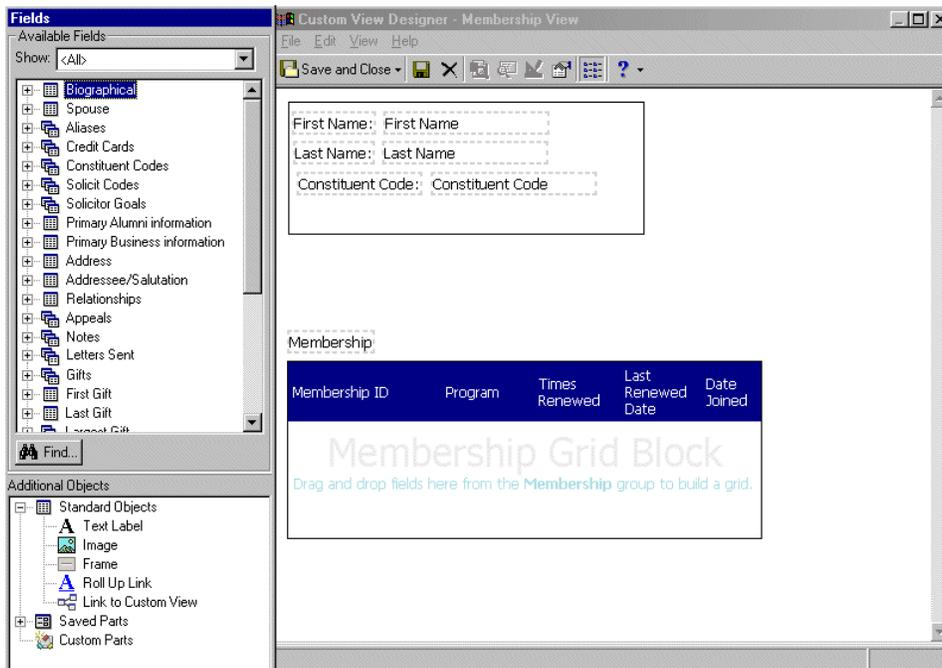 Fields
Available Fields
Show: <All>
Biographical
Spouse
Aliases
Credit Cards
Constituent Codes
Solicit Codes
Solicitor Goals
Primary Alumni information
Primary Business information
Address
Addressee/Salutation
Relationships
Appeals
Notes
Letters Sent
Gifts
First Gift
Last Gift
Largest Gift
Find...
Additional Objects
Standard Objects
A Text Label
Image
Frame
A Roll Up Link
Link to Custom View
Saved Parts
Custom Parts
Custom View Designer - Membership View
File Edit View Help
Save and Close ?
First Name: First Name
Last Name: Last Name
Constituent Code: Constituent Code
Membership
Membership ID Program Times Renewed Last Renewed Date Date Joined
Membership Grid Block
Drag and drop fields here from the Membership group to build a grid.